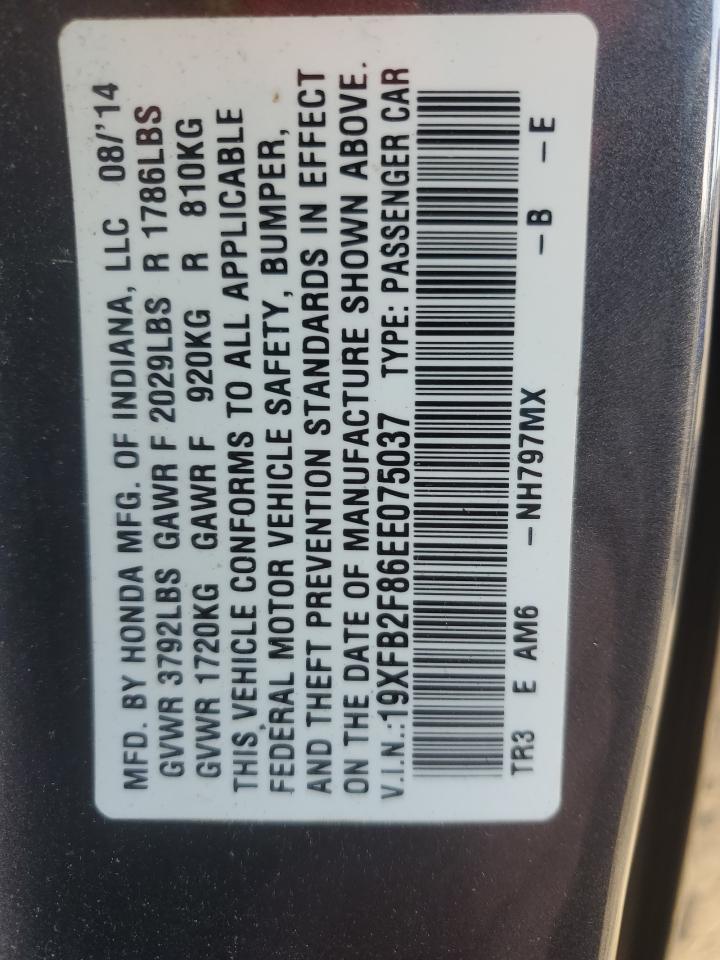 MFD. BY HONDA MFG. OF INDIANA, LLC 08/'14
GVWR 3792LBS GAWR F 2029LBS R 1786LBS
GVWR 1720KG GAWR F 920KG R 810KG
THIS VEHICLE CONFORMS TO ALL APPLICABLE
FEDERAL MOTOR VEHICLE SAFETY, BUMPER,
AND THEFT PREVENTION STANDARDS IN EFFECT
ON THE DATE OF MANUFACTURE SHOWN ABOVE.
V.I.N.:19XFB2F86EE075037 TYPE: PASSENGER CAR
TR3 E AM6 -NH797MX -B -E